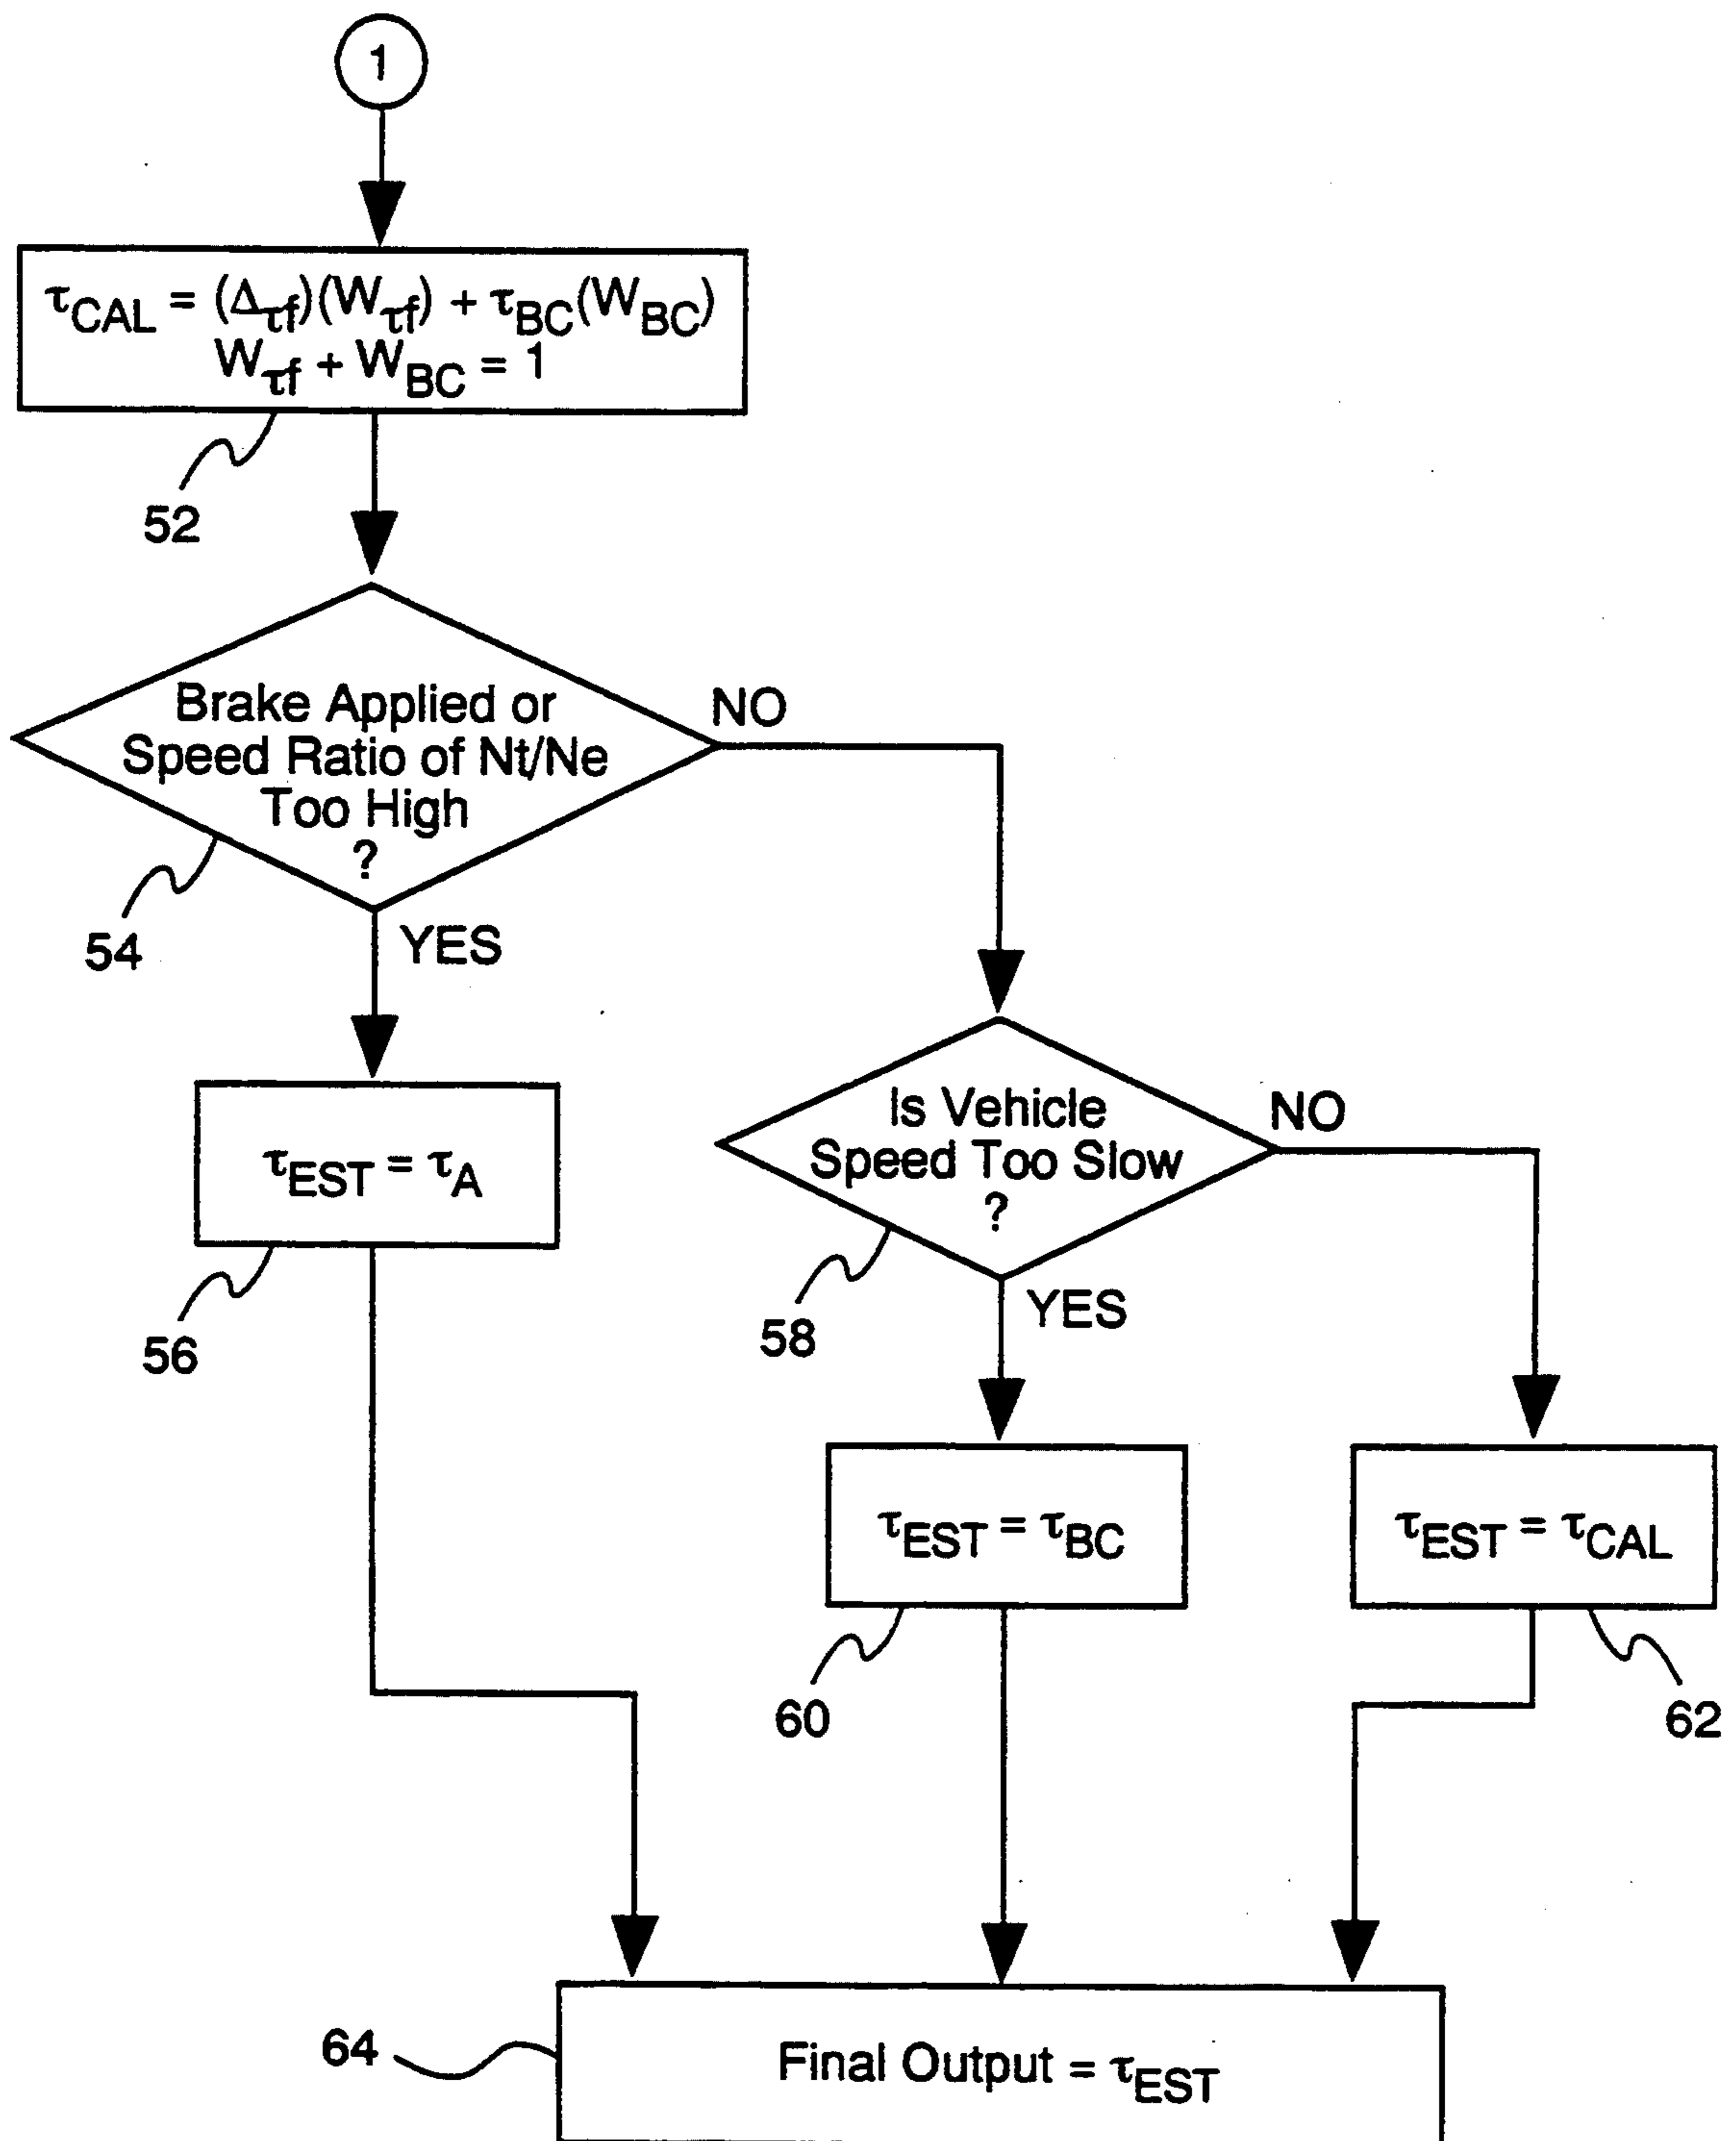 1
τCAL = (Δτf)(Wτf) + τBC(WBC)
Wτf + WBC = 1
52
Brake Applied or
Speed Ratio of Nt/Ne
Too High
?
NO
54
YES
τEST = τA
56
Is Vehicle
Speed Too Slow
?
NO
58
YES
τEST = τBC
60
τEST = τCAL
62
64
Final Output = τEST